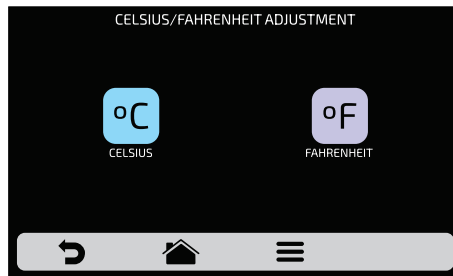 CELSIUS/FAHRENHEIT ADJUSTMENT
ºC
ºF
CELSIUS
FAHRENHEIT